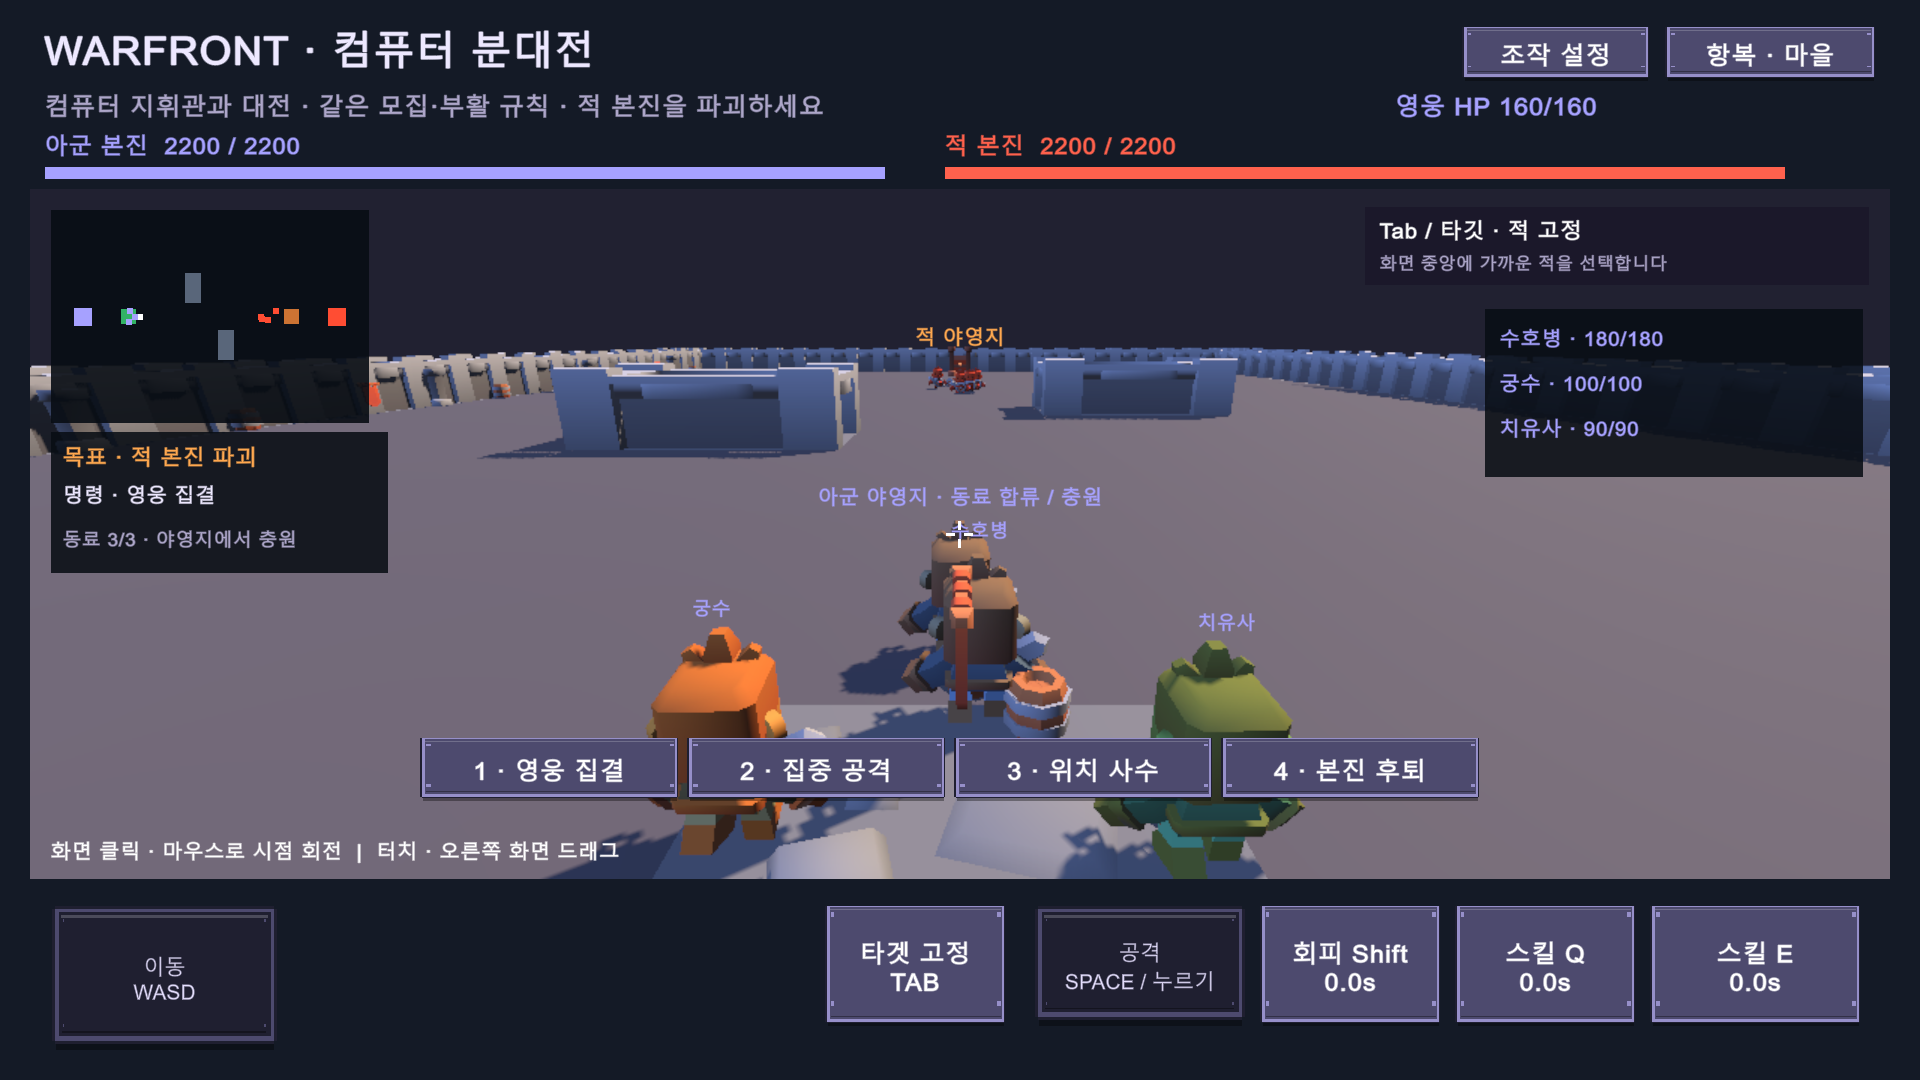 WARFRONT · 컴퓨터 분대전
조작 설정
항복 · 마을
컴퓨터 지휘관과 대전 · 같은 모집·부활 규칙 · 적 본진을 파괴하세요
영웅 HP 160/160
아군 본진 2200 / 2200
적 본진 2200 / 2200
Tab / 타깃 · 적 고정
화면 중앙에 가까운 적을 선택합니다
적 야영지
수호병 · 180/180
궁수 · 100/100
치유사 · 90/90
목표 · 적 본진 파괴
명령 · 영웅 집결
동료 3/3 · 야영지에서 충원
아군 야영지 · 동료 합류 / 충원
수호병
궁수
치유사
1 · 영웅 집결
2 · 집중 공격
3 · 위치 사수
4 · 본진 후퇴
화면 클릭 · 마우스로 시점 회전 | 터치 · 오른쪽 화면 드래그
이동
WASD
타겟 고정
TAB
공격
SPACE / 누르기
회피 Shift
0.0s
스킬 Q
0.0s
스킬 E
0.0s